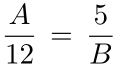 A/12 = 5/B